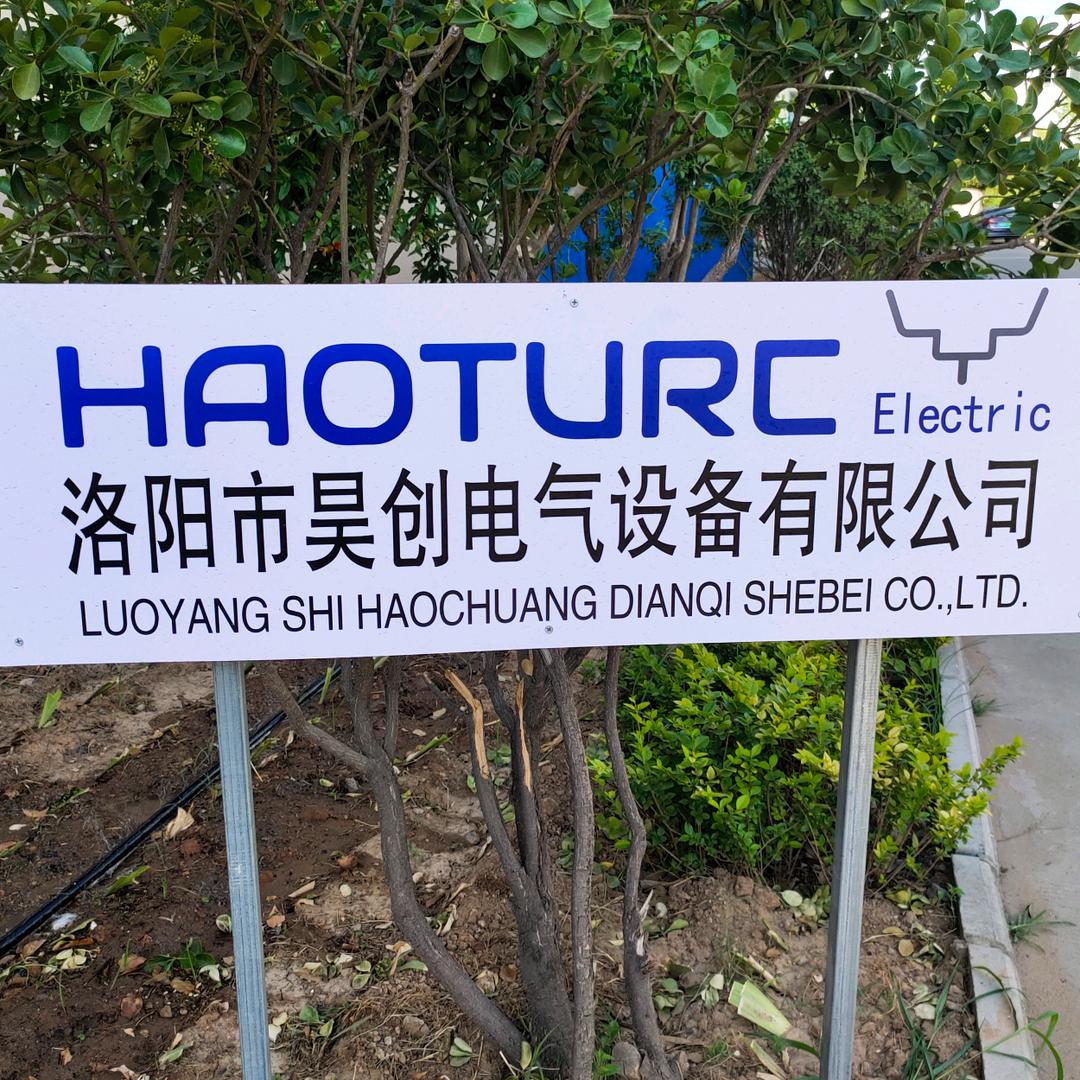 HAOTURC Electric
洛阳市昊创电气设备有限公司
LUOYANG SHI HAOCHUANG DIANQI SHEBEI CO.,LTD.